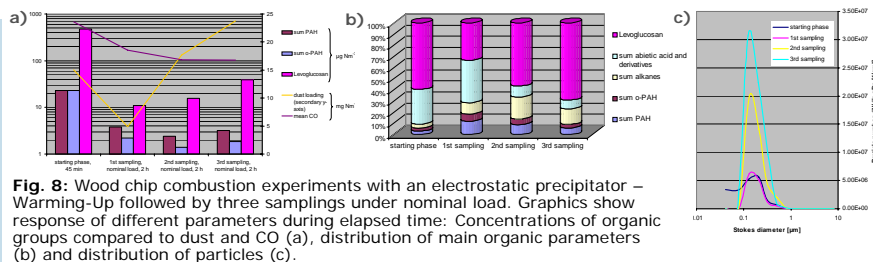 a)
1000
100
10
1
25
20
15
10
5
0
starting phase,
45 min
1st sampling,
nominal load, 2 h
2nd sampling,
nominal load, 2 h
3rd sampling,
nominal load, 2 h
sum PAH
sum o-PAH
µg Nm-³
Levoglucosan
dust loading
(secondary y-
axis)
mean CO
mg Nm-³
b)
100%
90%
80%
70%
60%
50%
40%
30%
20%
10%
0%
starting phase
1st sampling
2nd sampling
3rd sampling
Levoglucosan
sum abietic acid and
derivatives
sum alkanes
sum o-PAH
sum PAH
c)
starting phase
1st sampling
2nd sampling
3rd sampling
3.50E+07
3.00E+07
2.50E+07
2.00E+07
1.50E+07
1.00E+07
5.00E+06
0.00E+00
0.1
1
10
Stokes diameter [µm]
Fig. 8: Wood chip combustion experiments with an electrostatic precipitator –
Warming-Up followed by three samplings under nominal load. Graphics show
response of different parameters during elapsed time: Concentrations of organic
groups compared to dust and CO (a), distribution of main organic parameters
(b) and distribution of particles (c).